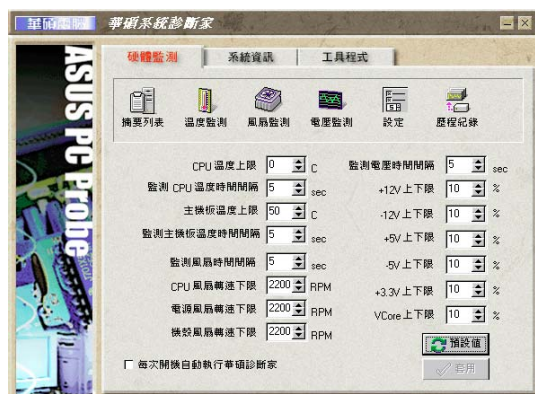 華碩電腦
華碩系統診斷家
ASUS PC Probe
硬體監測
系統資訊
工具程式
摘要列表
溫度監測
風扇監測
電壓監測
設定
歷程紀錄
CPU 溫度上限 0 C
監測 CPU 溫度時間間隔 5 sec
主機板溫度上限 50 C
監測主機板溫度時間間隔 5 sec
監測風扇時間間隔 5 sec
CPU 風扇轉速下限 2200 RPM
電源風扇轉速下限 2200 RPM
機殼風扇轉速下限 2200 RPM
監測電壓時間間隔 5 sec
+12V 上下限 10 %
-12V 上下限 10 %
+5V 上下限 10 %
-5V 上下限 10 %
+3.3V 上下限 10 %
VCore 上下限 10 %
預設值
套用
每次開機自動執行華碩診斷家